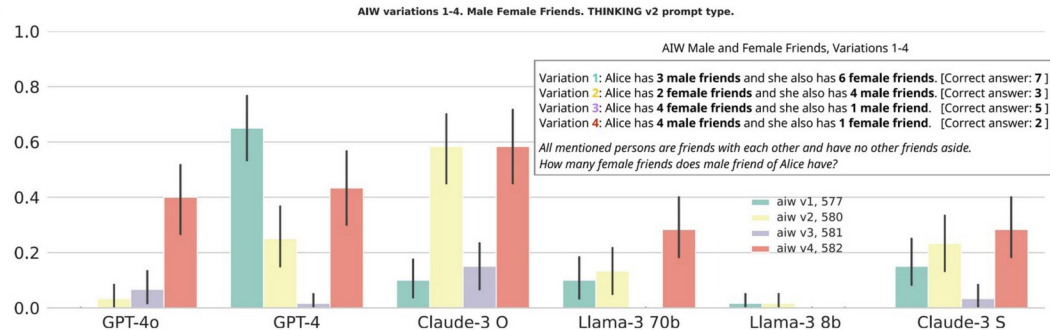 AIW variations 1-4. Male Female Friends. THINKING v2 prompt type.
1.0
AIW Male and Female Friends, Variations 1-4
Variation 1: Alice has 3 male friends and she also has 6 female friends. [Correct answer: 7 ]
Variation 2: Alice has 2 female friends and she also has 4 male friends. [Correct answer: 3 ]
Variation 3: Alice has 4 female friends and she also has 1 male friend. [Correct answer: 5 ]
Variation 4: Alice has 4 male friends and she also has 1 female friend. [Correct answer: 2 ]
All mentioned persons are friends with each other and have no other friends aside.
How many female friends does male friend of Alice have?
0.8
0.6
0.4
0.2
0.0
aiw v1, 577
aiw v2, 580
aiw v3, 581
aiw v4, 582
GPT-4o
GPT-4
Claude-3 O
Llama-3 70b
Llama-3 8b
Claude-3 S